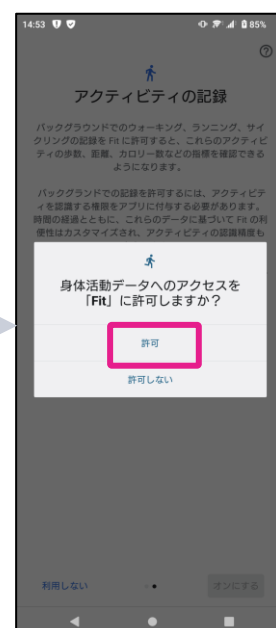 14:53 85%
アクティビティの記録
バックグラウンドでのウォーキング、ランニング、サイ
クリングの記録を Fit に許可すると、これらのアクティビ
ティの歩数、距離、カロリー数などの指標を確認できる
ようになります。
バックグランドでの記録を許可するには、アクティビテ
ィを認識する権限をアプリに付与する必要があります。
時間の経過とともに、これらのデータに基づいて Fit の利
便性はカスタマイズされ、アクティビティの認識精度も
身体活動データへのアクセスを
「Fit」に許可しますか？
許可
許可しない
利用しない オンにする